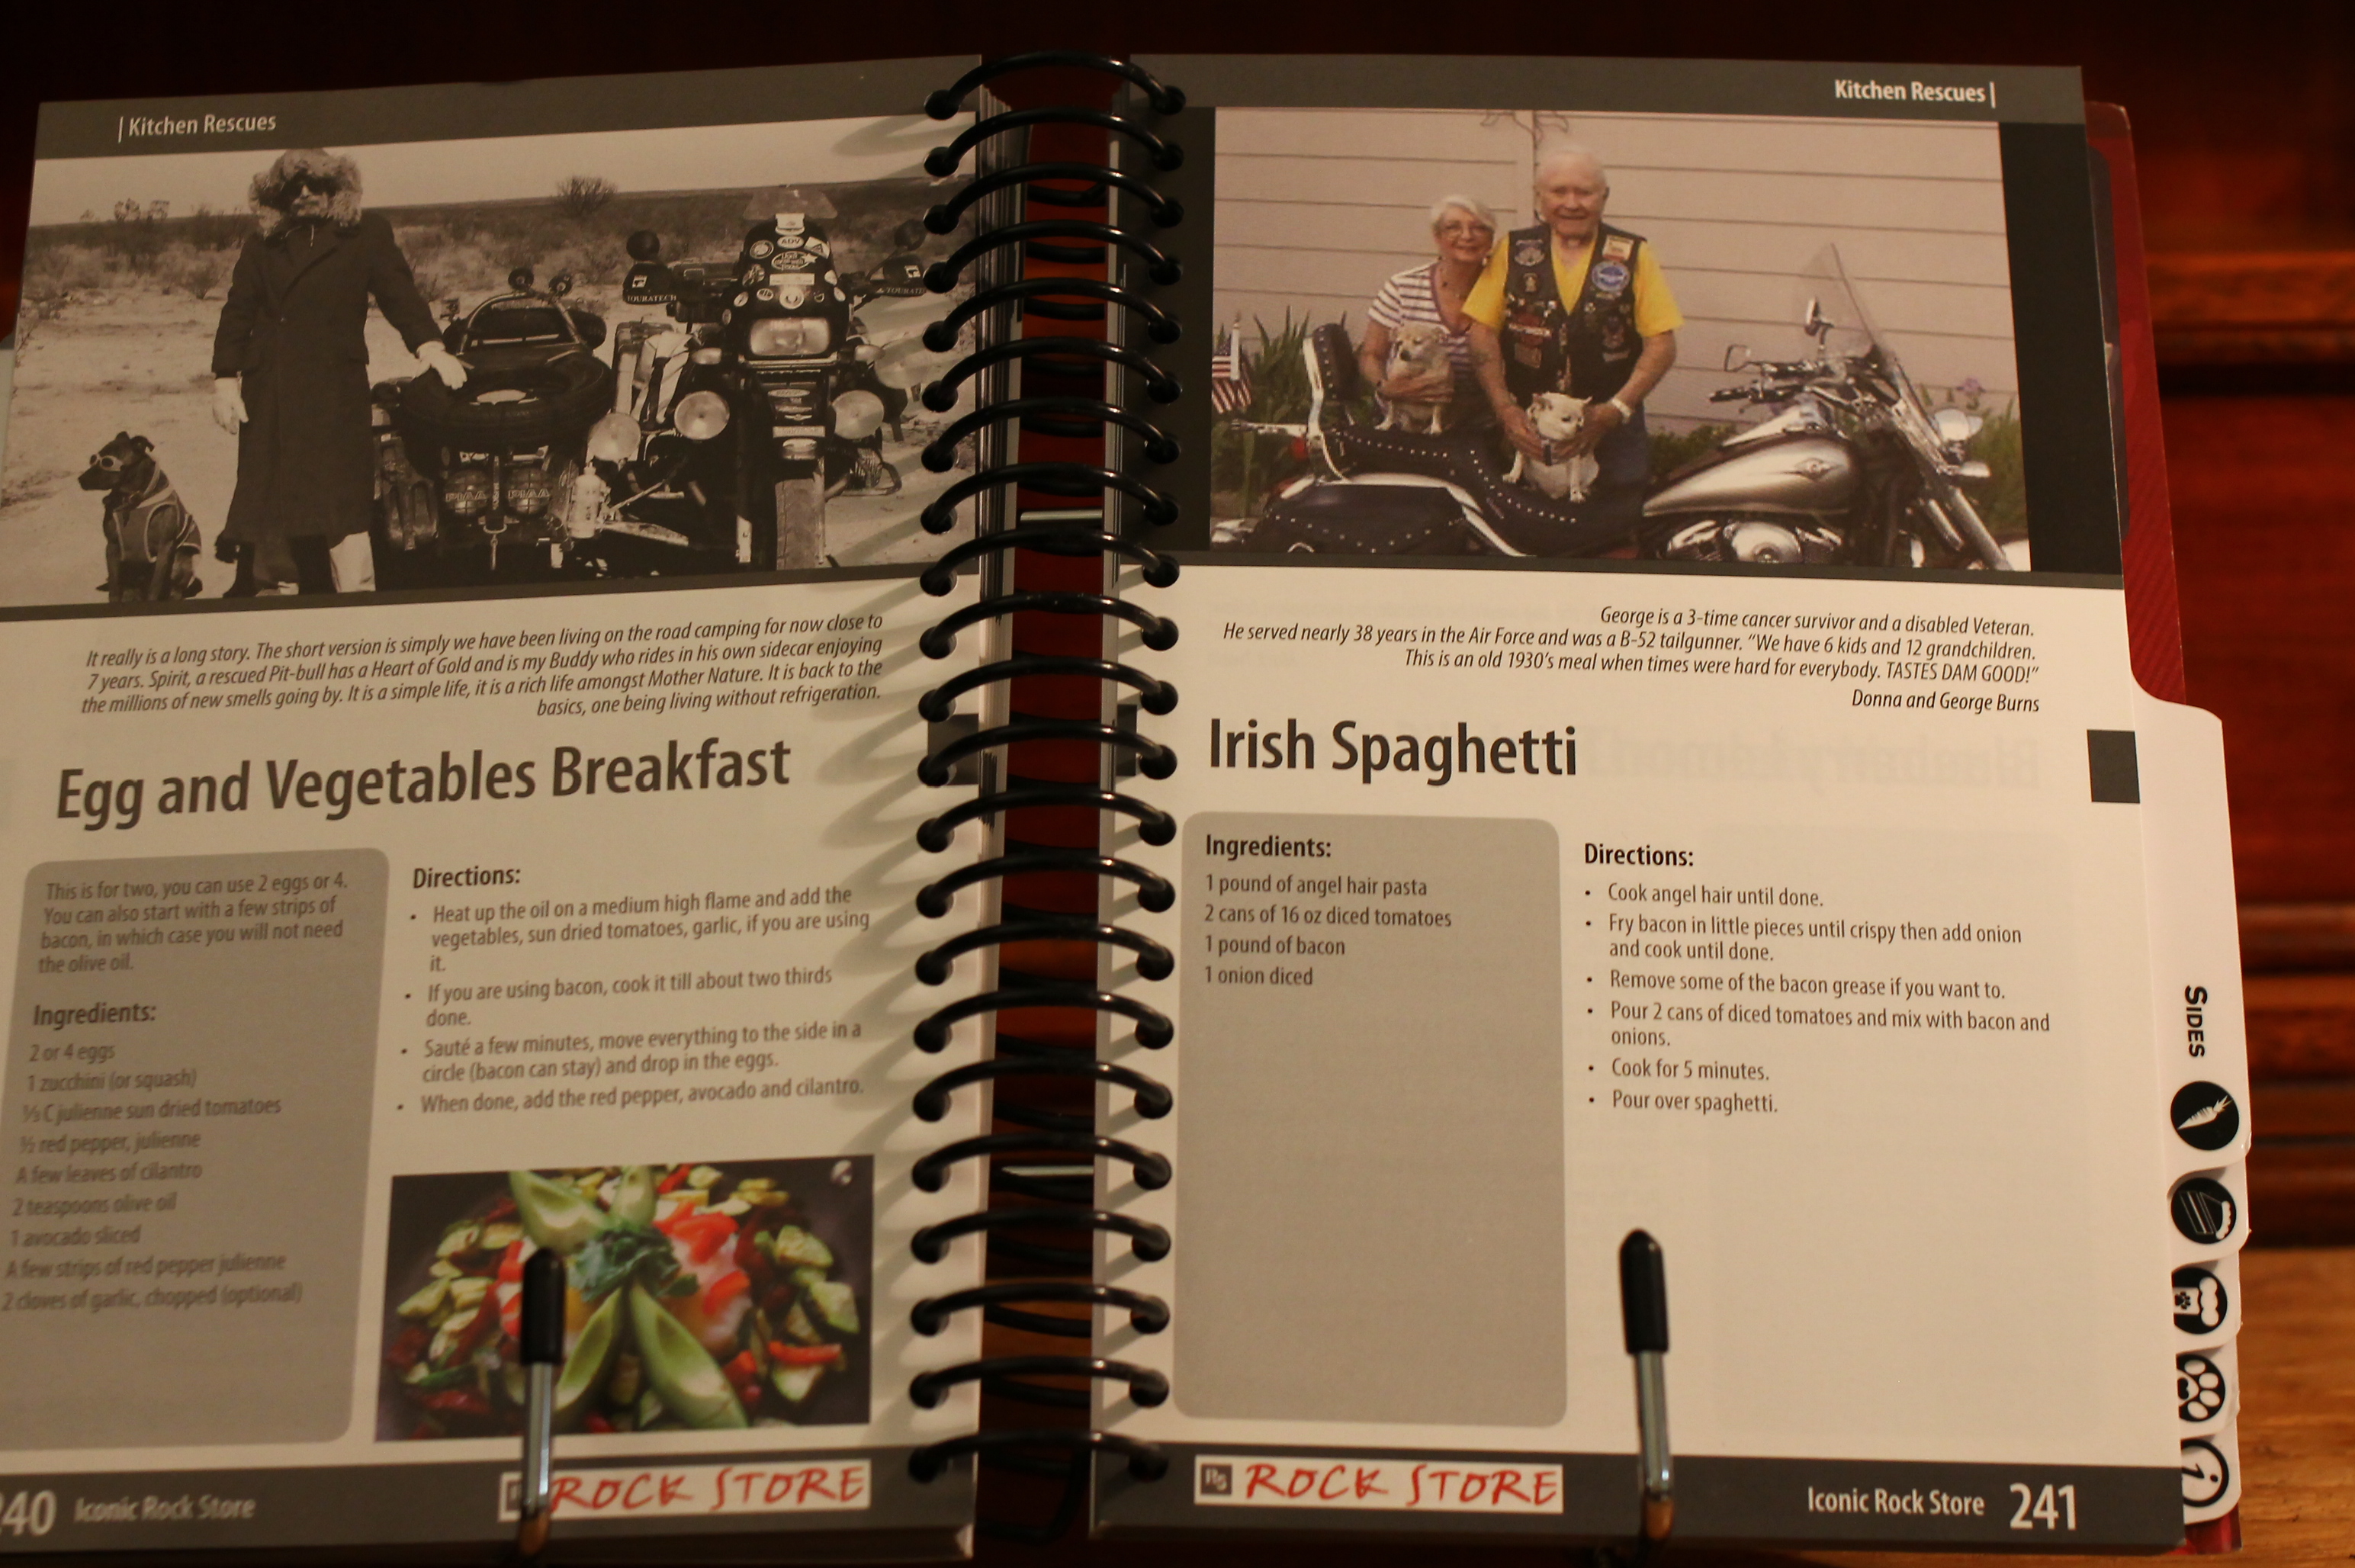 | Kitchen Rescues
ADV
TOURATECH
PIAA PIAA
It really is a long story. The short version is simply we have been living on the road camping for now close to
7 years. Spirit, a rescued Pit-bull has a Heart of Gold and is my Buddy who rides in his own sidecar enjoying
the millions of new smells going by. It is a simple life, it is a rich life amongst Mother Nature. It is back to the
basics, one being living without refrigeration.
Egg and Vegetables Breakfast
This is for two, you can use 2 eggs or 4.
You can also start with a few strips of
bacon, in which case you will not need
the olive oil.
Ingredients:
2 or 4 eggs
1 zucchini (or squash)
⅓ C julienne sun dried tomatoes
½ red pepper, julienne
A few leaves of cilantro
2 teaspoons olive oil
1 avocado sliced
A few strips of red pepper julienne
2 cloves of garlic, chopped (optional)
Directions:
• Heat up the oil on a medium high flame and add the
vegetables, sun dried tomatoes, garlic, if you are using
it.
• If you are using bacon, cook it till about two thirds
done.
• Sauté a few minutes, move everything to the side in a
circle (bacon can stay) and drop in the eggs.
• When done, add the red pepper, avocado and cilantro.
40 Iconic Rock Store
ROCK STORE
Kitchen Rescues |
George is a 3-time cancer survivor and a disabled Veteran.
He served nearly 38 years in the Air Force and was a B-52 tailgunner. "We have 6 kids and 12 grandchildren.
This is an old 1930's meal when times were hard for everybody. TASTES DAM GOOD!"
Donna and George Burns
Irish Spaghetti
Ingredients:
1 pound of angel hair pasta
2 cans of 16 oz diced tomatoes
1 pound of bacon
1 onion diced
Directions:
• Cook angel hair until done.
• Fry bacon in little pieces until crispy then add onion
and cook until done.
• Remove some of the bacon grease if you want to.
• Pour 2 cans of diced tomatoes and mix with bacon and
onions.
• Cook for 5 minutes.
• Pour over spaghetti.
RS ROCK STORE
Iconic Rock Store 241
SIDES
i